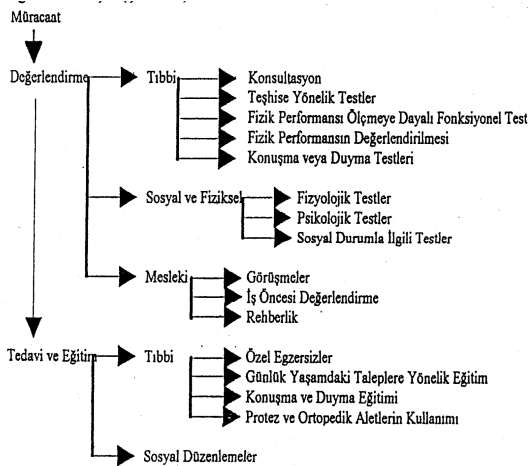 Müracaat
Değerlendirme
Tıbbi
Konsultasyon
Teşhise Yönelik Testler
Fizik Performansı Ölçmeye Dayalı Fonksiyonel Test
Fizik Performansın Değerlendirilmesi
Konuşma veya Duyma Testleri
Sosyal ve Fiziksel
Fizyolojik Testler
Psikolojik Testler
Sosyal Durumla İlgili Testler
Mesleki
Görüşmeler
İş Öncesi Değerlendirme
Rehberlik
Tedavi ve Eğitim
Tıbbi
Özel Egzersizler
Günlük Yaşamdaki Taleplere Yönelik Eğitim
Konuşma ve Duyma Eğitimi
Protez ve Ortopedik Aletlerin Kullanımı
Sosyal Düzenlemeler